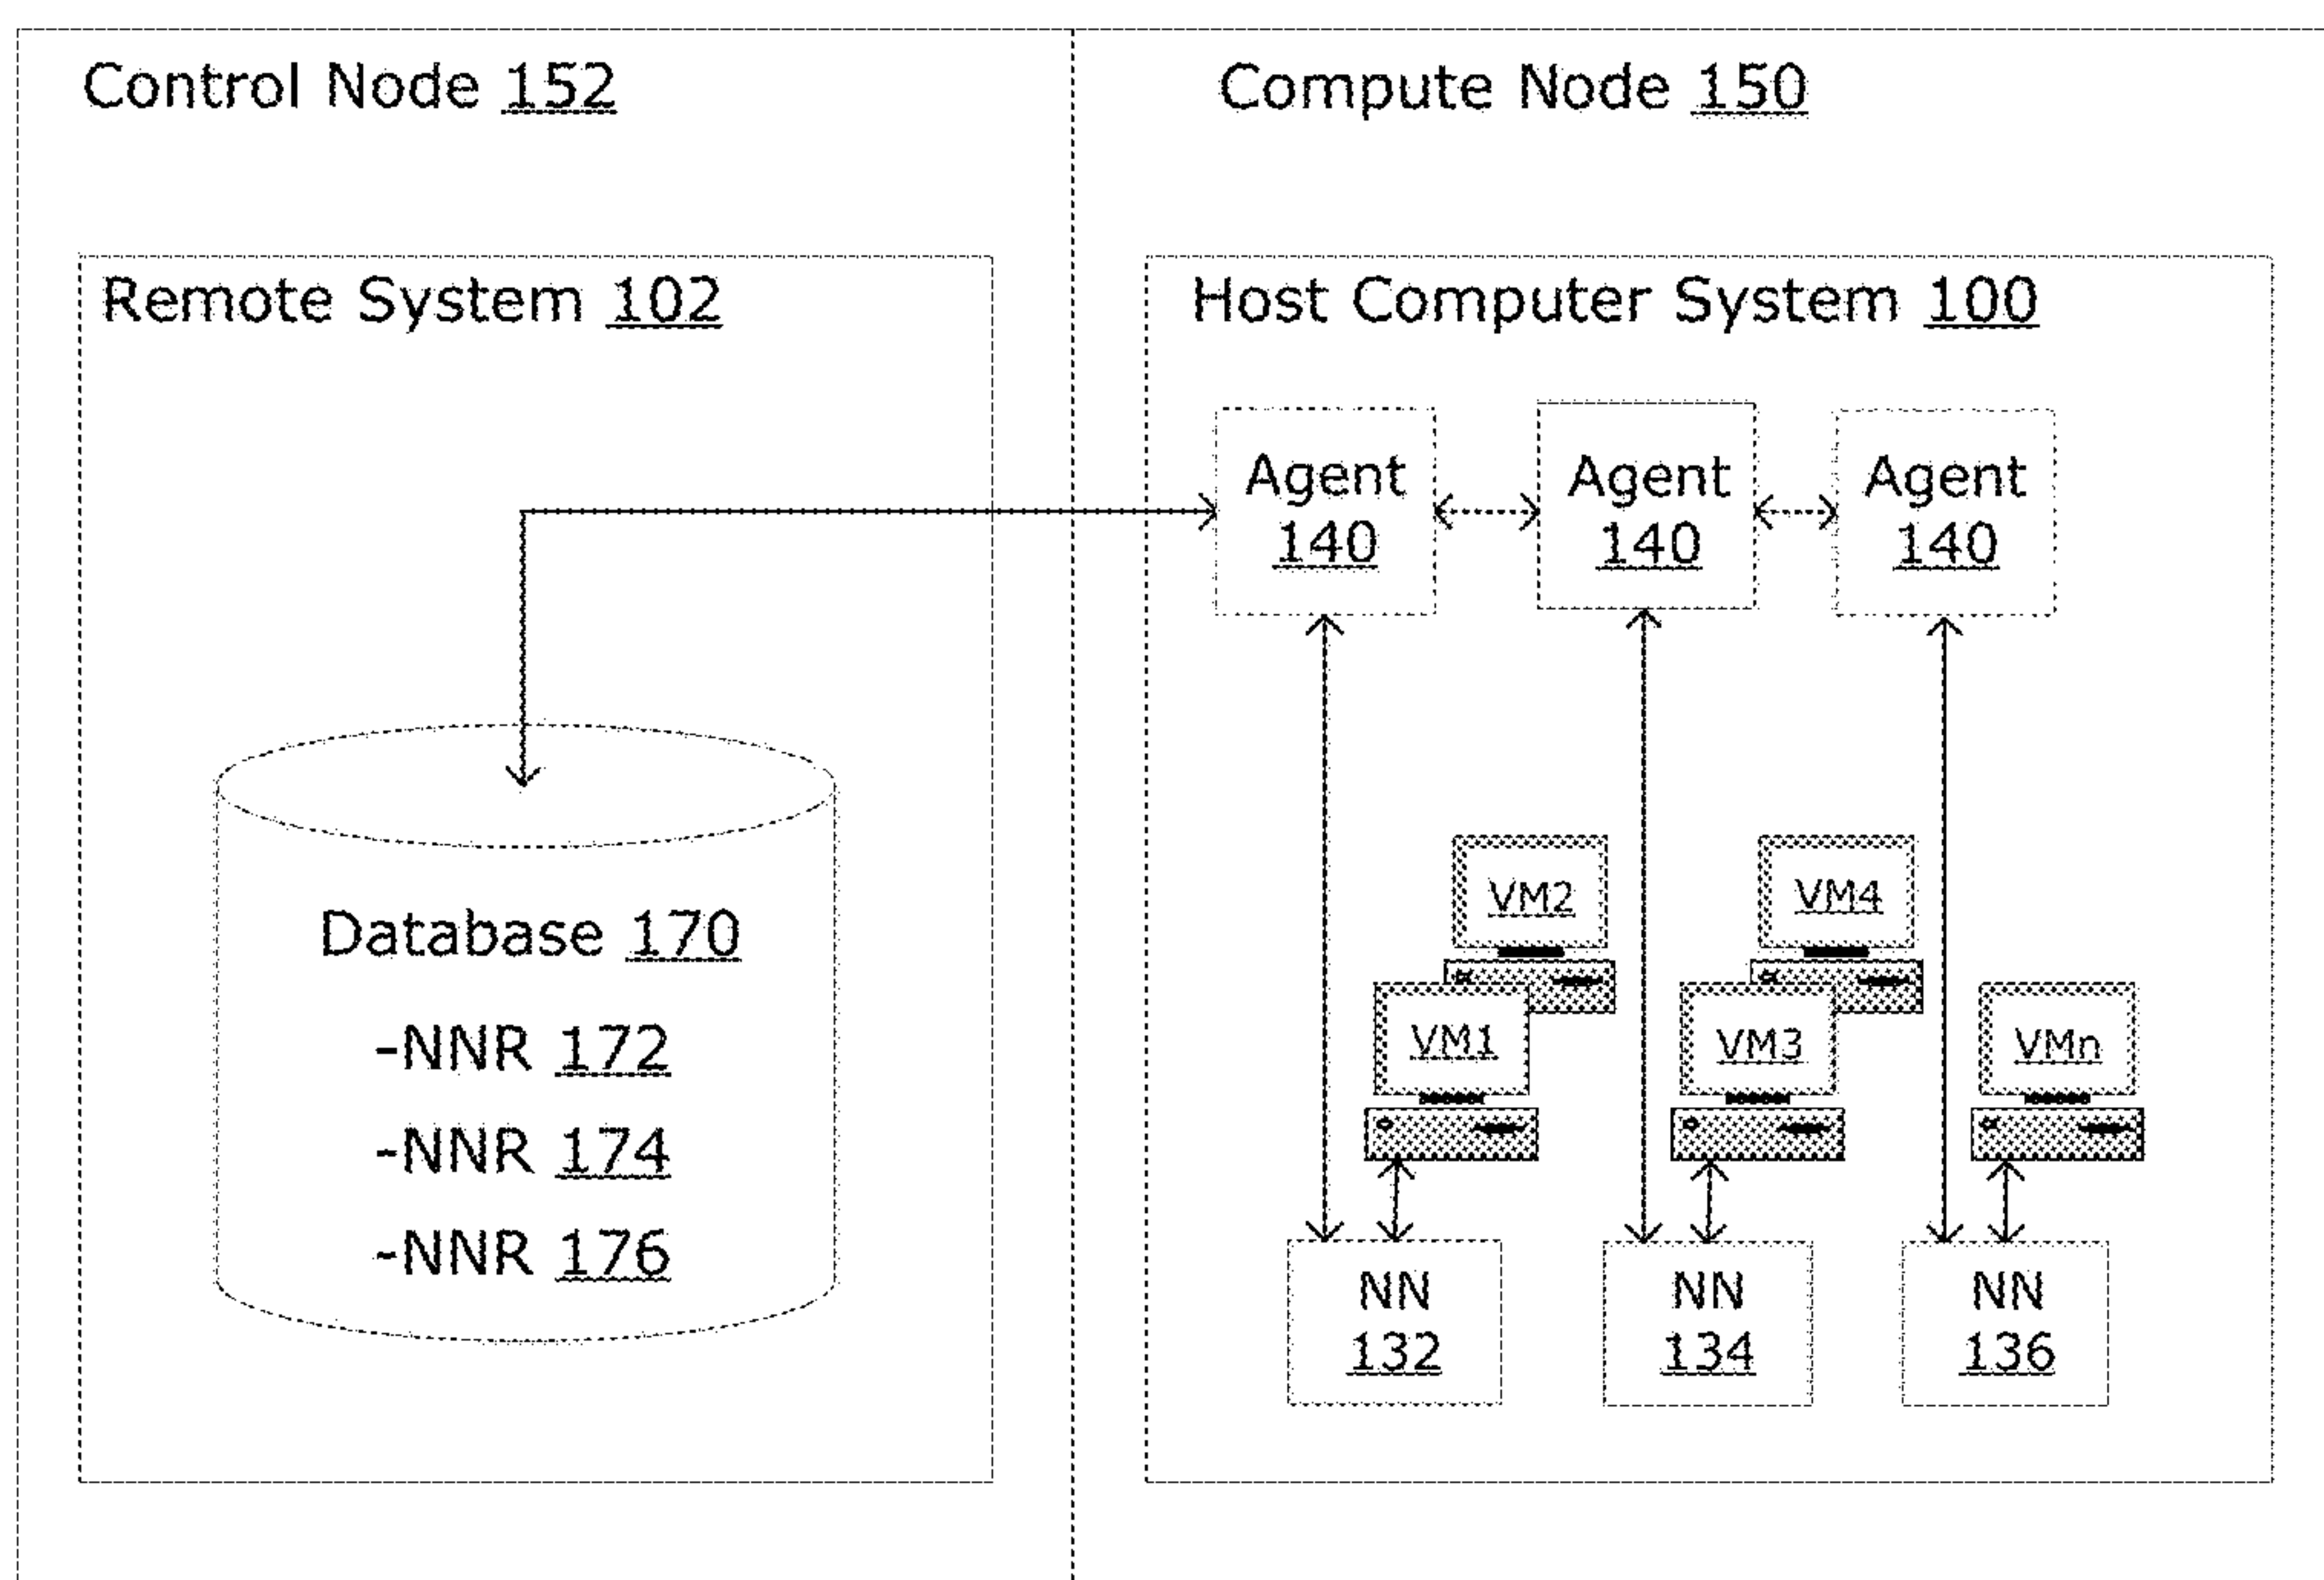 Control Node 152
Compute Node 150
Remote System 102
Host Computer System 100
Agent
140
Agent
140
Agent
140
Database 170
-NNR 172
-NNR 174
-NNR 176
VM2
VM4
VM1
VM3
VMn
NN
132
NN
134
NN
136